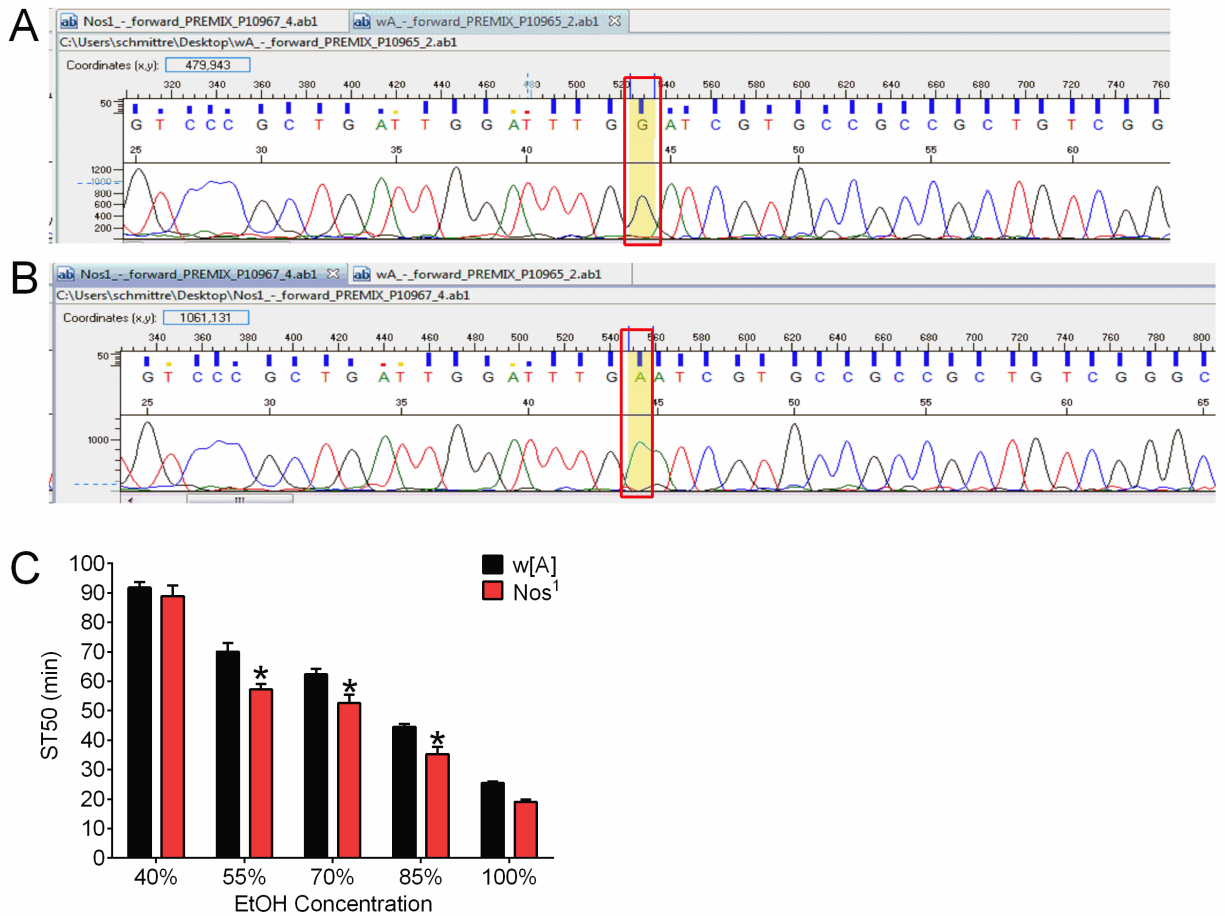 A
Nos1_-_forward_PREMIX_P10967_4.ab1 wA_-_forward_PREMIX_P10965_2.ab1
C:\Users\schmittre\Desktop\wA_-_forward_PREMIX_P10965_2.ab1
Coordinates (x,y): 479,943
320 340 360 380 400 420 440 460 480 500 520 540 560 580 600 620 640 660 680 700 720 740 760
50
G T C C C G C T G A T T G G A T T T G G A T C G T G C C G C C G C T G T C G G
25 30 35 40 45 50 55 60
1200
1000
800
600
400
200
B
Nos1_-_forward_PREMIX_P10967_4.ab1 wA_-_forward_PREMIX_P10965_2.ab1
C:\Users\schmittre\Desktop\Nos1_-_forward_PREMIX_P10967_4.ab1
Coordinates (x,y): 1061,131
340 360 380 400 420 440 460 480 500 520 540 560 580 600 620 640 660 680 700 720 740 760 780 800
50
G T C C C G C T G A T T G G A T T T G A A T C G T G C C G C C G C T G T C G G G C
25 30 35 40 45 50 55 60 65
1000
C
w[A]
Nos1
ST50 (min)
100
90
80
70
60
50
40
30
20
10
0
* * *
40% 55% 70% 85% 100%
EtOH Concentration